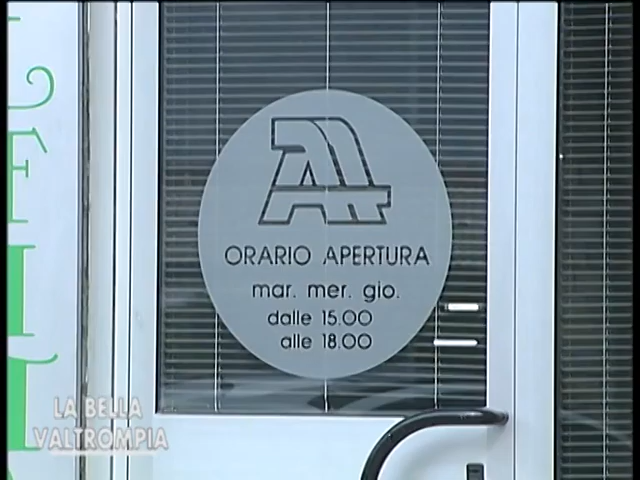 ORARIO APERTURA
mar. mer. gio.
dalle 15.00
alle 18.00
LA BELLA
VALTROMPIA